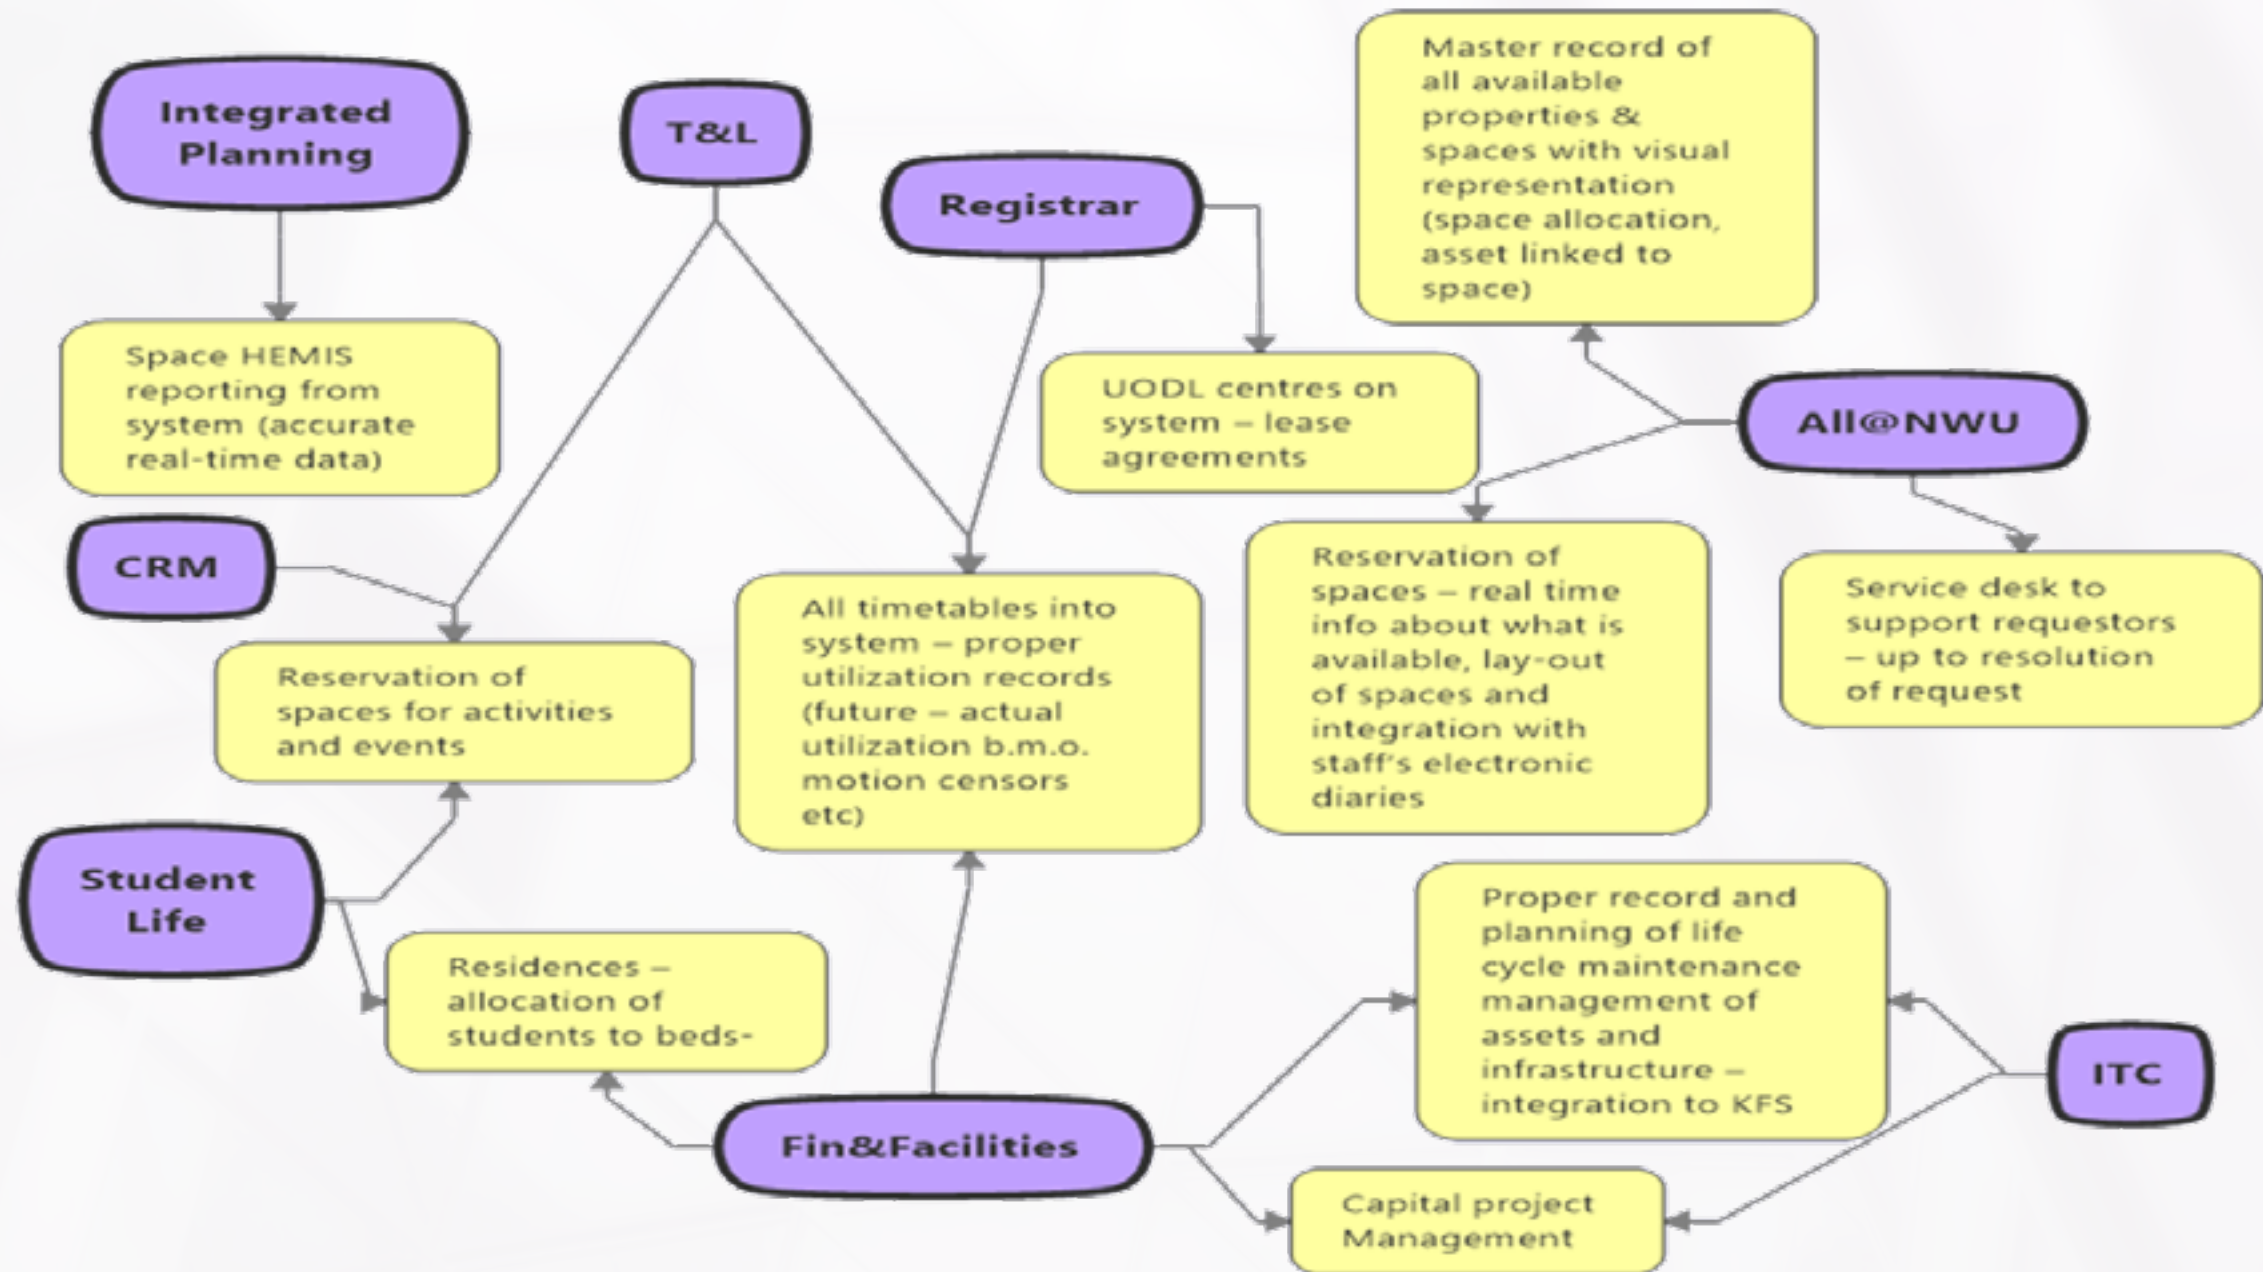 Integrated
Planning
T&L
Registrar
Master record of
all available
properties &
spaces with visual
representation
(space allocation,
asset linked to
space)
Space HEMIS
reporting from
system (accurate
real-time data)
UODL centres on
system – lease
agreements
All@NWU
CRM
Reservation of
spaces for activities
and events
All timetables into
system – proper
utilization records
(future – actual
utilization b.m.o.
motion censors
etc)
Reservation of
spaces – real time
info about what is
available, lay-out
of spaces and
integration with
staff's electronic
diaries
Service desk to
support requestors
– up to resolution
of request
Student
Life
Residences –
allocation of
students to beds-
Proper record and
planning of life
cycle maintenance
management of
assets and
infrastructure –
integration to KFS
ITC
Fin&Facilities
Capital project
Management